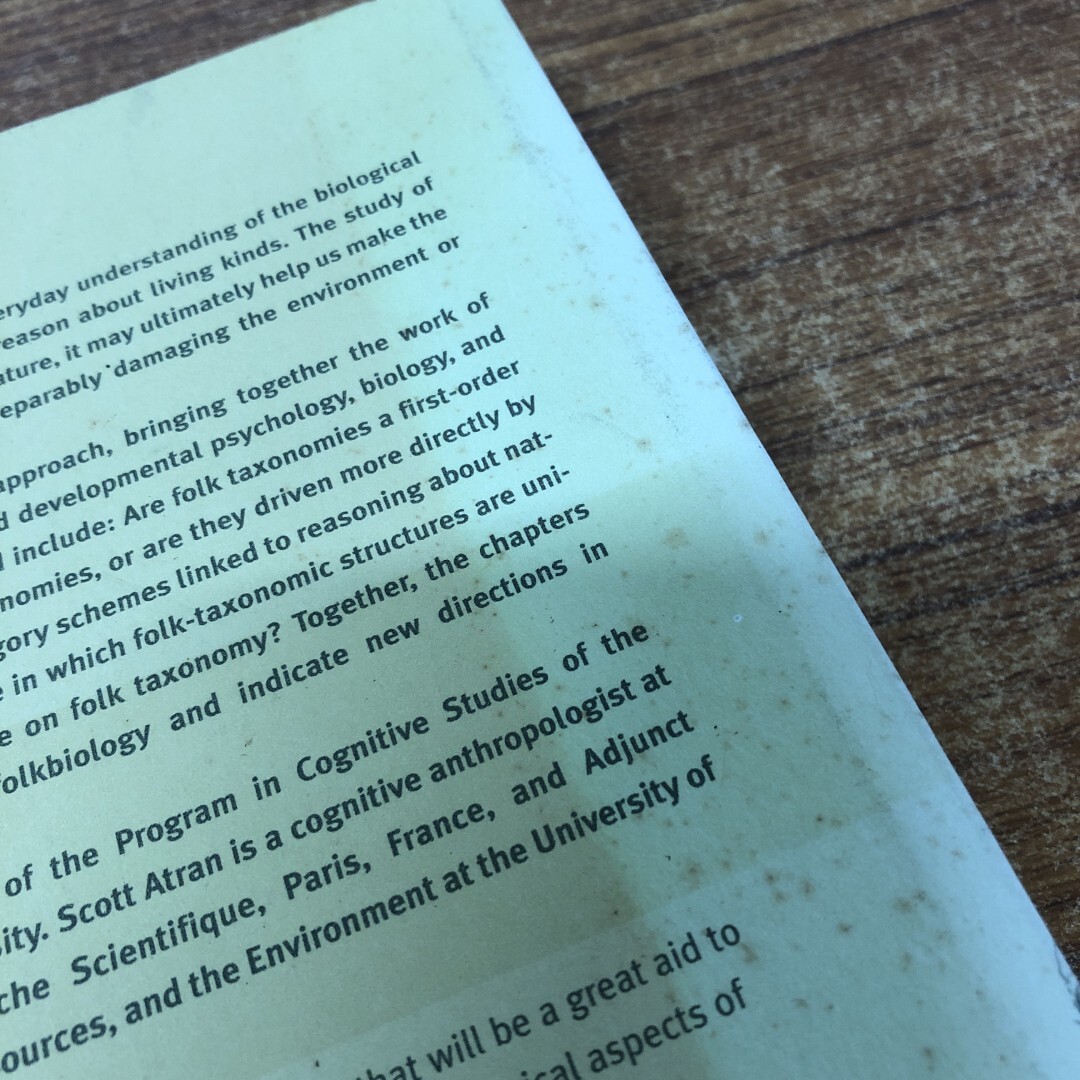 eryday understanding of the biological
reason about living kinds. The study of
ature, it may ultimately help us make the
eparably damaging the environment or
approach, bringing together the work of
d developmental psychology, biology, and
l include: Are folk taxonomies a first-order
nomies, or are they driven more directly by
gory schemes linked to reasoning about nat-
e in which folk-taxonomic structures are uni-
e on folk taxonomy? Together, the chapters
folkbiology and indicate new directions in
of the Program in Cognitive Studies of the
sity. Scott Atran is a cognitive anthropologist at
che Scientifique, Paris, France, and Adjunct
ources, and the Environment at the University of
that will be a great aid to
ical aspects of